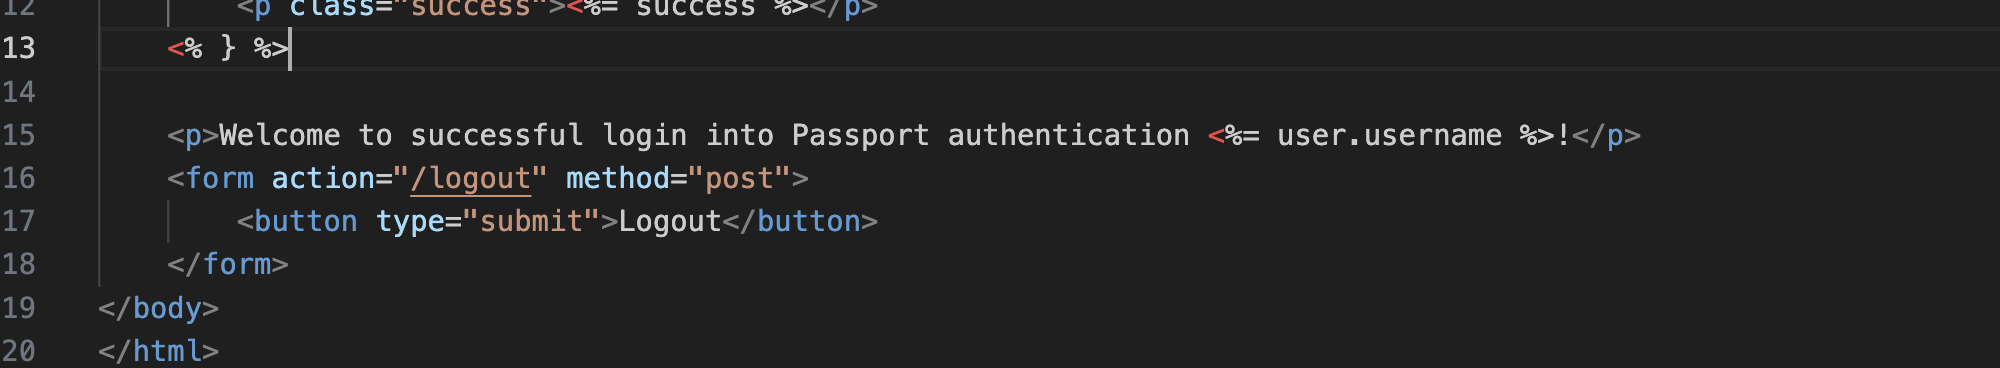 12 <p class="success"><%= success %></p>
13 <% } %>
14
15 <p>Welcome to successful login into Passport authentication <%= user.username %>!</p>
16 <form action="/logout" method="post">
17 <button type="submit">Logout</button>
18 </form>
19 </body>
20 </html>